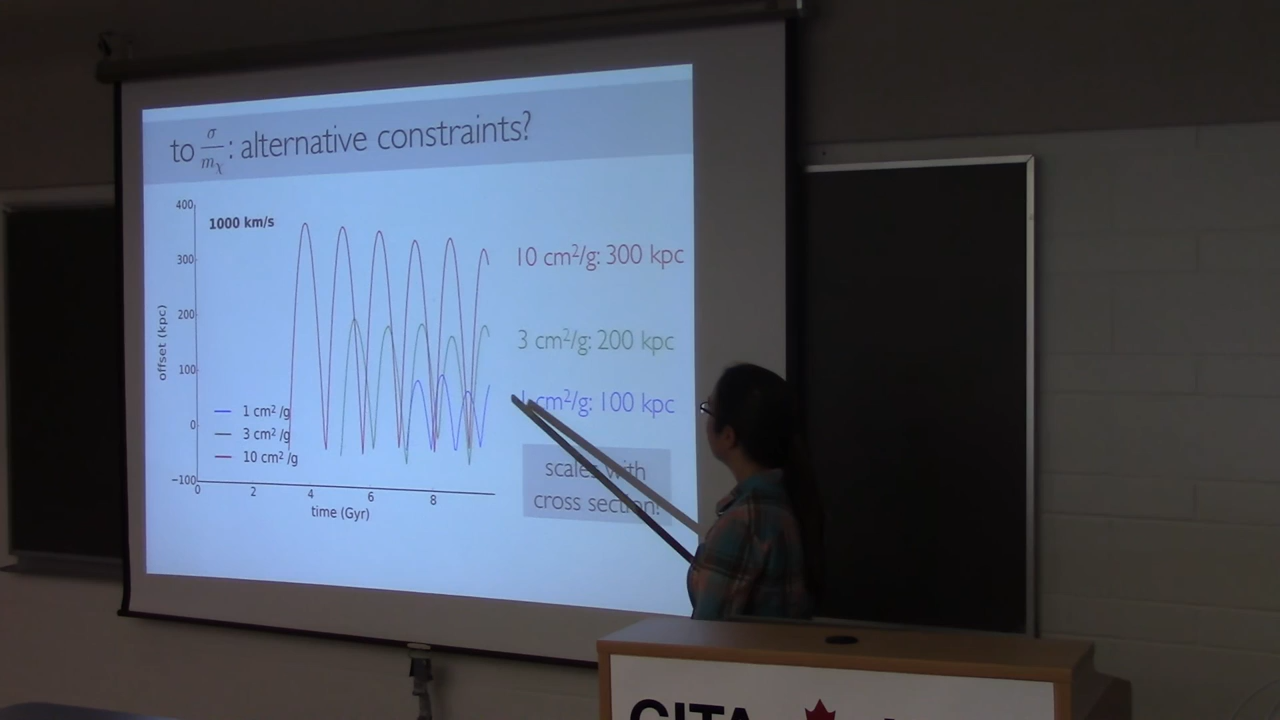 to σ/m_χ: alternative constraints?
400
1000 km/s
300
200
100
0
−100
offset (kpc)
1 cm² /g
3 cm² /g
10 cm² /g
0 2 4 6 8
time (Gyr)
10 cm²/g: 300 kpc
3 cm²/g: 200 kpc
1 cm²/g: 100 kpc
scales with
cross section!
CITA